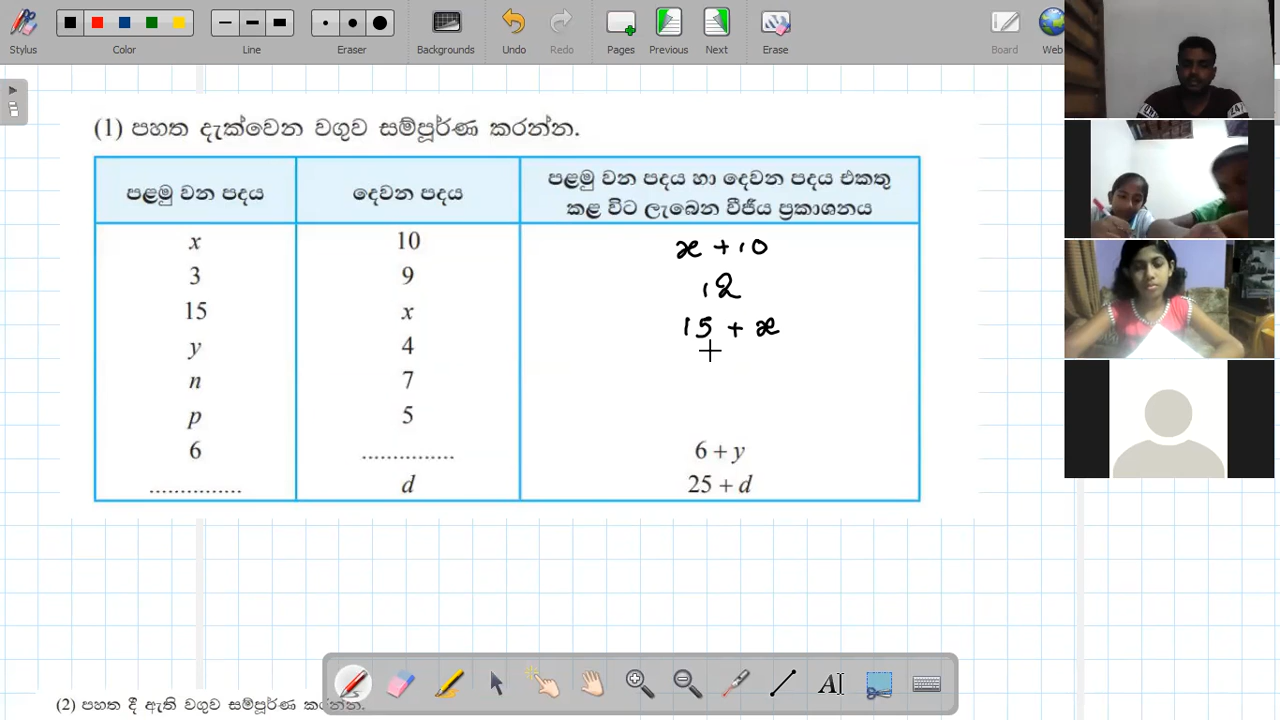 Stylus Color Line Eraser Backgrounds Undo Redo Pages Previous Next Erase Board Web
(1) පහත දැක්වෙන වගුව සම්පූර්ණ කරන්න.
පළමු වන පදය දෙවන පදය පළමු වන පදය හා දෙවන පදය එකතු
කළ විට ලැබෙන වීජීය ප්‍රකාශනය
x 10 x + 10
3 9 12
15 x 15 + x
y 4
n 7
p 5
6 ............... 6 + y
............... d 25 + d
(2) පහත දී ඇති වගුව සම්පූර්ණ කරන්න.